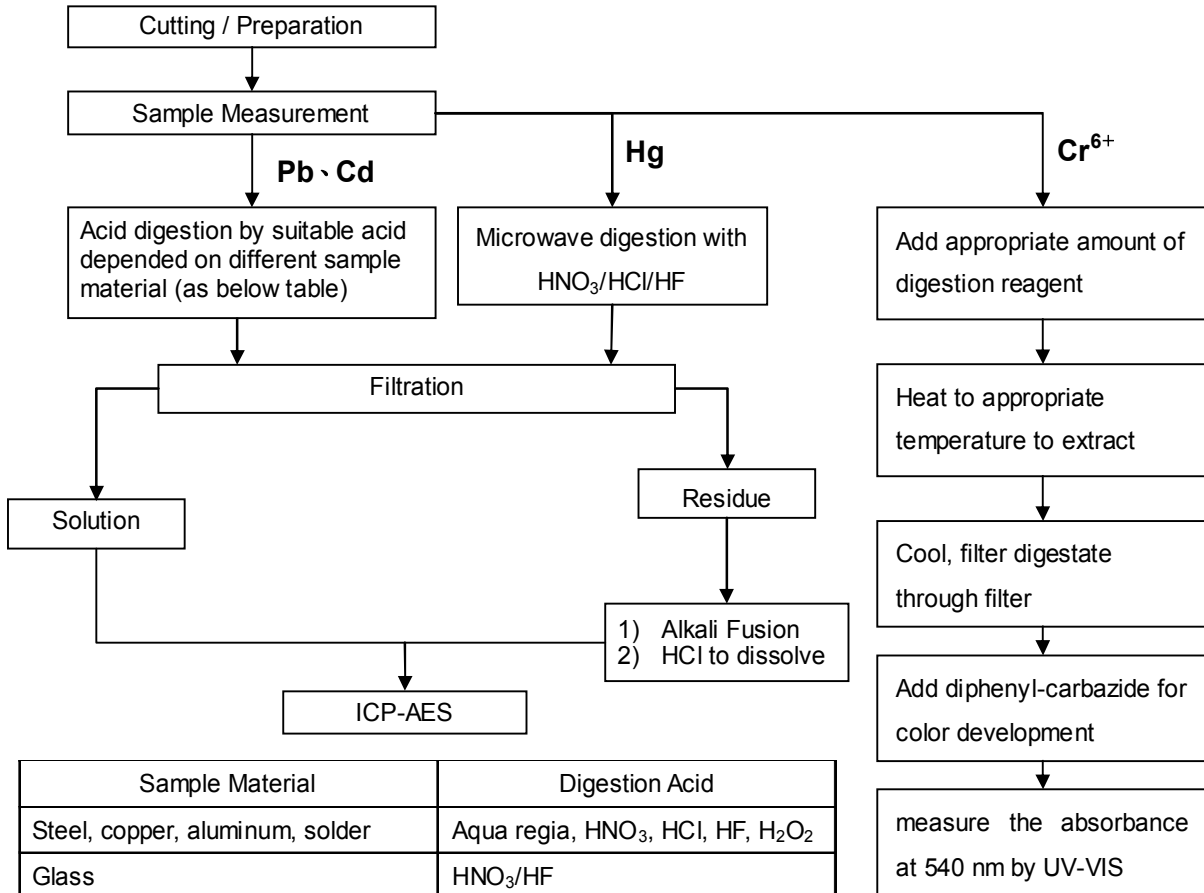 Cutting / Preparation
Sample Measurement
Pb、Cd
Hg
Cr⁶⁺
Acid digestion by suitable acid
depended on different sample
material (as below table)
Microwave digestion with
HNO₃/HCl/HF
Add appropriate amount of
digestion reagent
Filtration
Heat to appropriate
temperature to extract
Solution
Residue
Cool, filter digestate
through filter
1) Alkali Fusion
2) HCl to dissolve
ICP-AES
Add diphenyl-carbazide for
color development
measure the absorbance
at 540 nm by UV-VIS
Sample Material Digestion Acid
Steel, copper, aluminum, solder Aqua regia, HNO₃, HCl, HF, H₂O₂
Glass HNO₃/HF